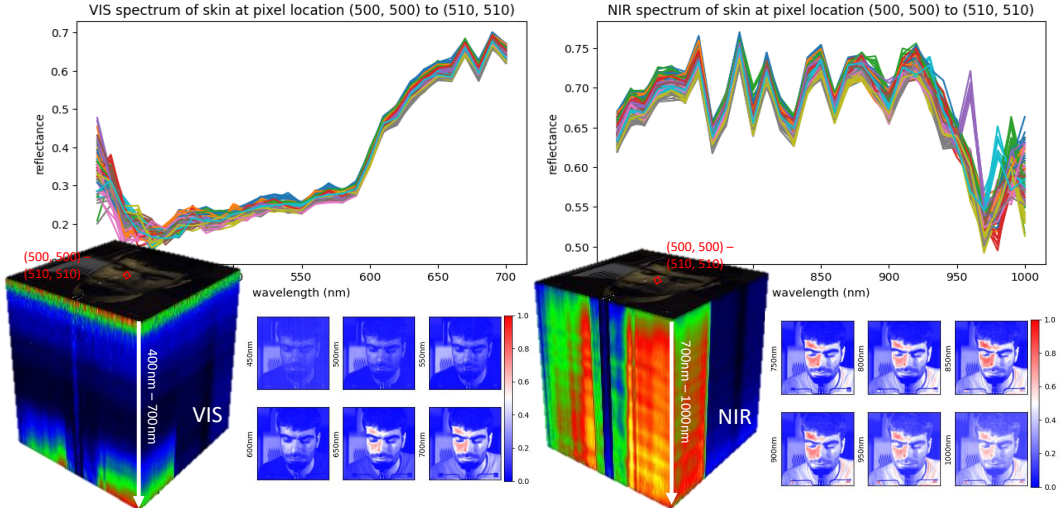 VIS spectrum of skin at pixel location (500, 500) to (510, 510)
0.7
0.6
0.5
0.4
0.3
0.2
reflectance
600
650
700
wavelength (nm)
(500, 500)
(510, 510)
400nm – 700nm
VIS
450nm
500nm
550nm
600nm
650nm
700nm
1.0
0.8
0.6
0.4
0.2
0.0
NIR spectrum of skin at pixel location (500, 500) to (510, 510)
0.75
0.70
0.65
0.60
0.55
0.50
reflectance
850
900
950
1000
wavelength (nm)
(500, 500) –
(510, 510)
700nm – 1000nm
NIR
750nm
800nm
850nm
900nm
950nm
1000nm
1.0
0.8
0.6
0.4
0.2
0.0